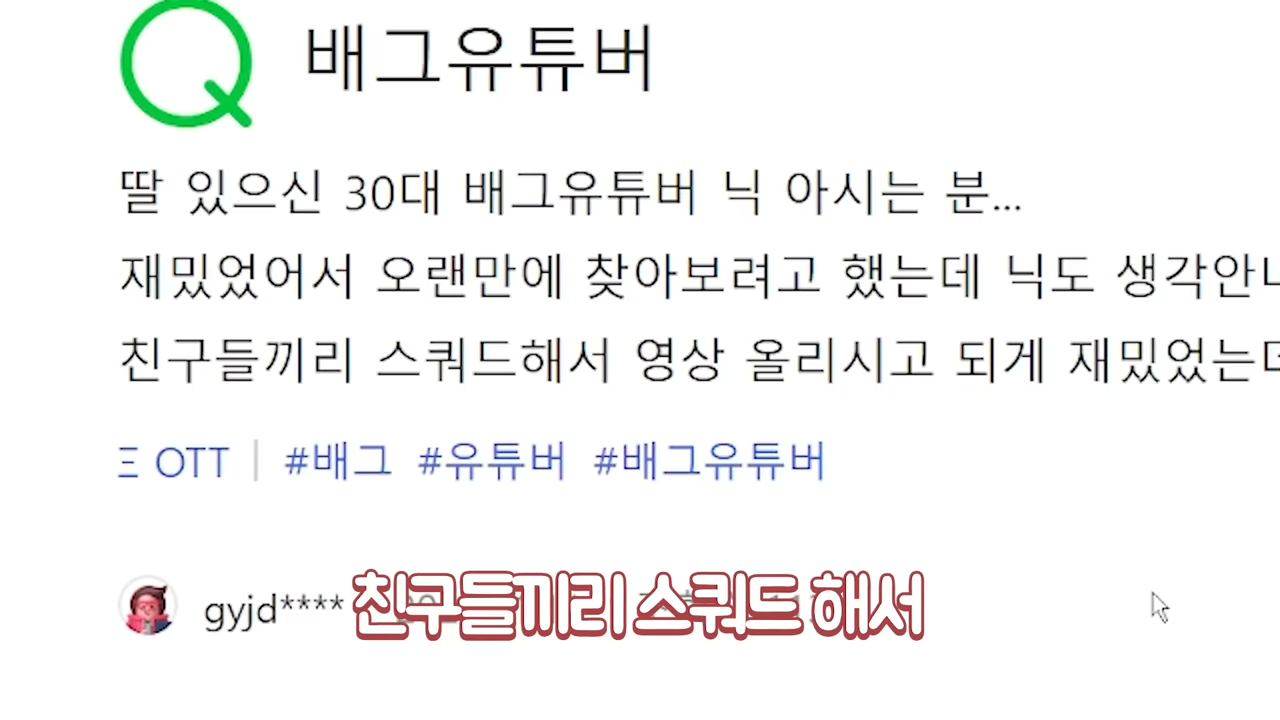 배그유튜버
딸 있으신 30대 배그유튜버 닉 아시는 분...
재밌었어서 오랜만에 찾아보려고 했는데 닉도
친구들끼리 스쿼드해서 영상 올리시고 되게 재밌었는데
OTT | #배그 #유튜버 #배그유튜버
gyjd****
친구들끼리 스쿼드 해서